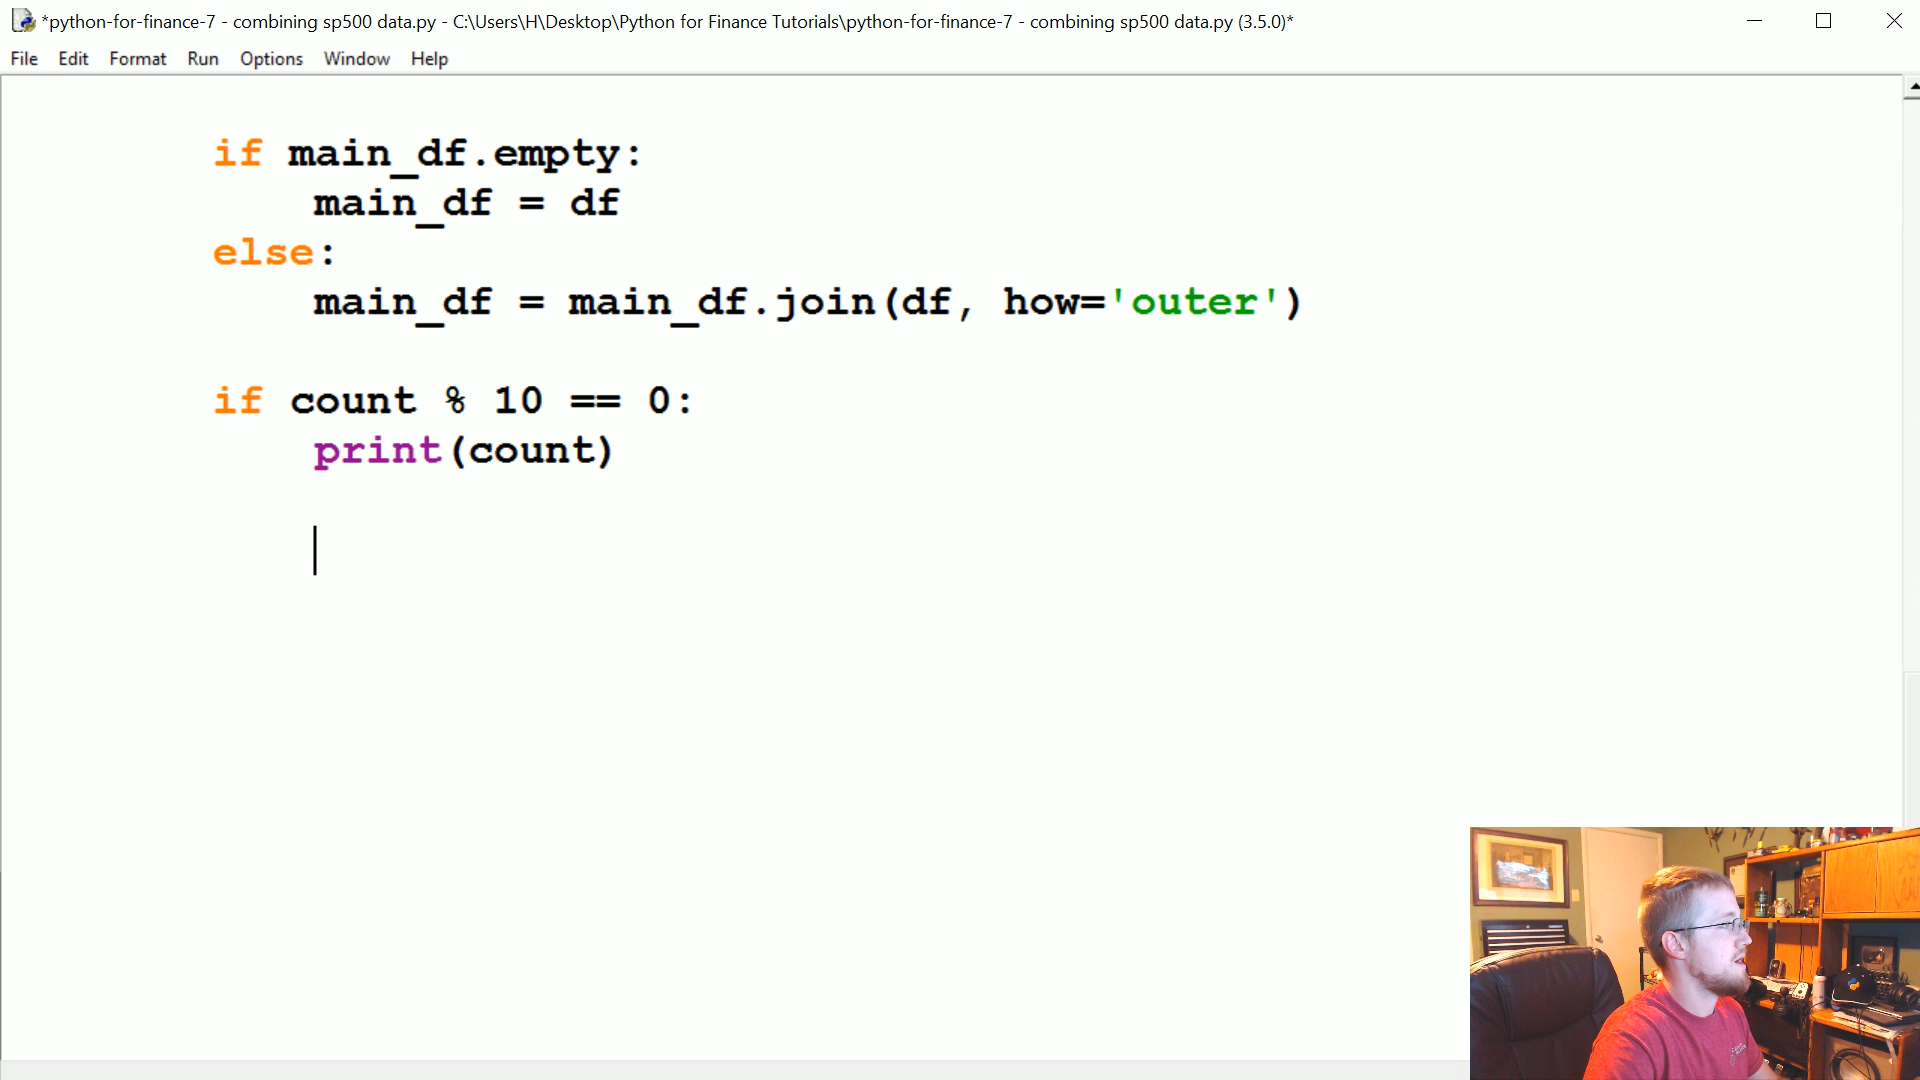 *python-for-finance-7 - combining sp500 data.py - C:\Users\H\Desktop\Python for Finance Tutorials\python-for-finance-7 - combining sp500 data.py (3.5.0)*
File Edit Format Run Options Window Help
if main_df.empty:
main_df = df
else:
main_df = main_df.join(df, how='outer')
if count % 10 == 0:
print(count)